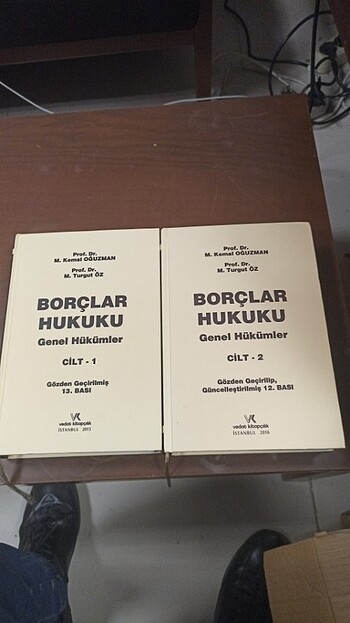 Prof. Dr.
M. Kemal OĞUZMAN
Prof. Dr.
M. Turgut ÖZ
BORÇLAR
HUKUKU
Genel Hükümler
CİLT - 1
Gözden Geçirilmiş
13. BASI
vedat kitapçılık
İSTANBUL 2015
Prof. Dr.
M. Kemal OĞUZMAN
Prof. Dr.
M. Turgut ÖZ
BORÇLAR
HUKUKU
Genel Hükümler
CİLT - 2
Gözden Geçirilip,
Güncelleştirilmiş 12. BASI
vedat kitapçılık
İSTANBUL 2016